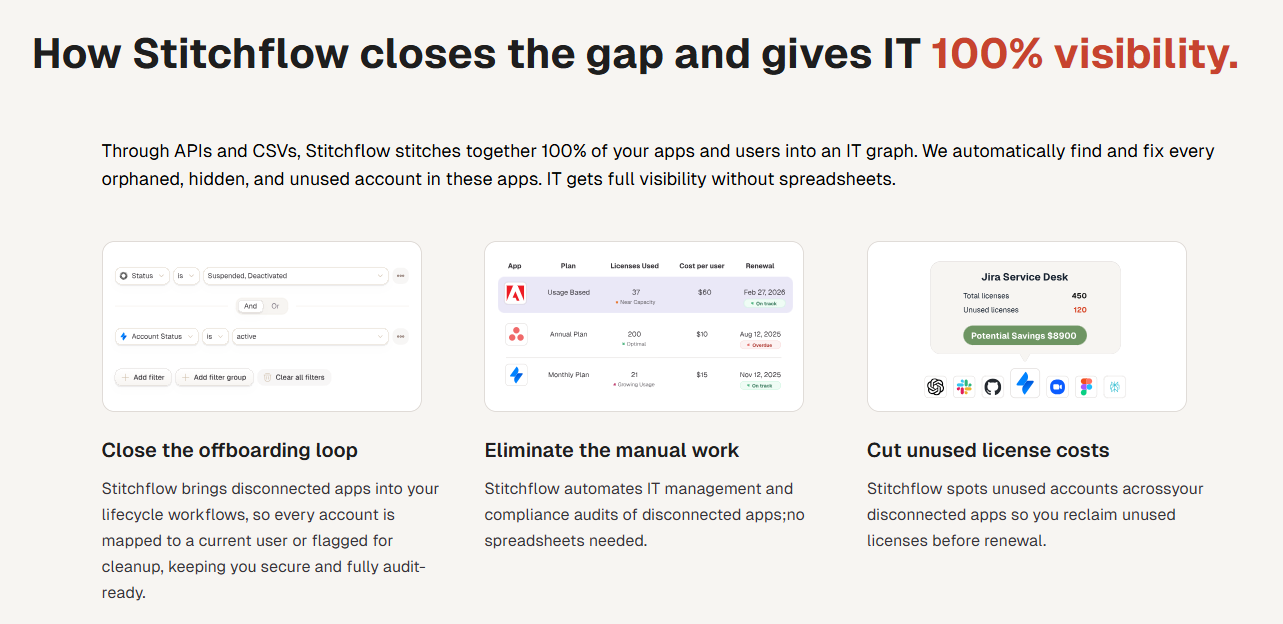 How Stitchflow closes the gap and gives IT 100% visibility.
Through APIs and CSVs, Stitchflow stitches together 100% of your apps and users into an IT graph. We automatically find and fix every
orphaned, hidden, and unused account in these apps. IT gets full visibility without spreadsheets.
Status is Suspended, Deactivated
And Or
Account Status is active
Add filter Add filter group Clear all filters
App Plan Licenses Used Cost per user Renewal
Usage Based 37 $60 Feb 27, 2026
Near Capacity On track
Annual Plan 200 $10 Aug 12, 2025
Optimal Overdue
Monthly Plan 21 $15 Nov 12, 2025
Growing Usage On track
Jira Service Desk
Total licenses 450
Unused licenses 120
Potential Savings $8900
Close the offboarding loop
Stitchflow brings disconnected apps into your
lifecycle workflows, so every account is
mapped to a current user or flagged for
cleanup, keeping you secure and fully audit-
ready.
Eliminate the manual work
Stitchflow automates IT management and
compliance audits of disconnected apps;no
spreadsheets needed.
Cut unused license costs
Stitchflow spots unused accounts acrossyour
disconnected apps so you reclaim unused
licenses before renewal.